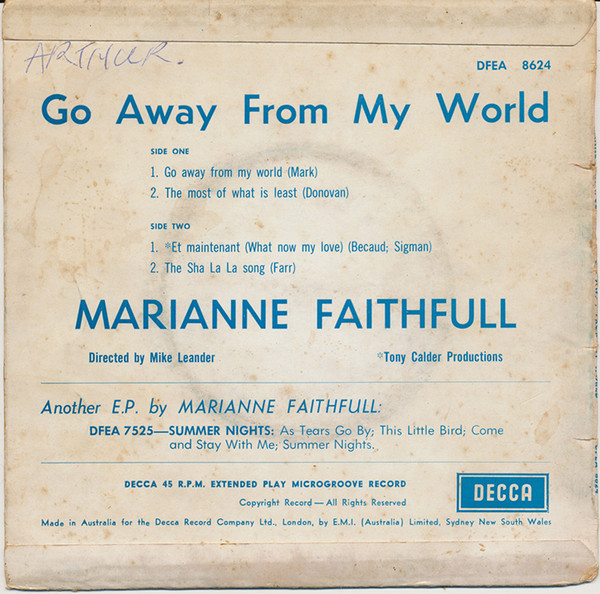 ARTHUR.
DFEA 8624
Go Away From My World
SIDE ONE
1. Go away from my world (Mark)
2. The most of what is least (Donovan)
SIDE TWO
1. *Et maintenant (What now my love) (Becaud; Sigman)
2. The Sha La La song (Farr)
MARIANNE FAITHFULL
Directed by Mike Leander *Tony Calder Productions
Another E.P. by MARIANNE FAITHFULL:
DFEA 7525—SUMMER NIGHTS: As Tears Go By; This Little Bird; Come
and Stay With Me; Summer Nights.
DECCA 45 R.P.M. EXTENDED PLAY MICROGROOVE RECORD
DECCA
Copyright Record — All Rights Reserved
Made in Australia for the Decca Record Company Ltd., London, by E.M.I. (Australia) Limited, Sydney New South Wales